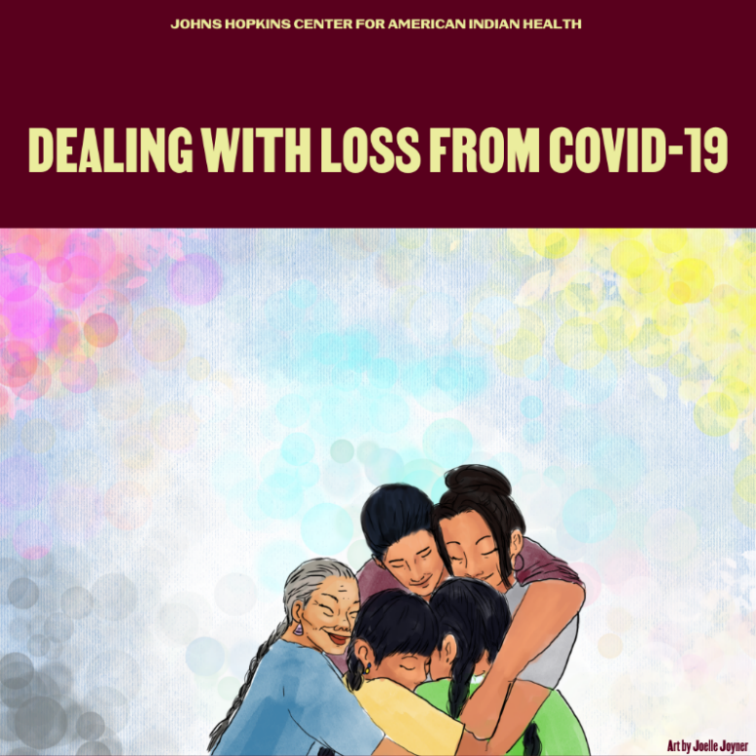 JOHNS HOPKINS CENTER FOR AMERICAN INDIAN HEALTH
DEALING WITH LOSS FROM COVID-19
Art by Joelle Joyner